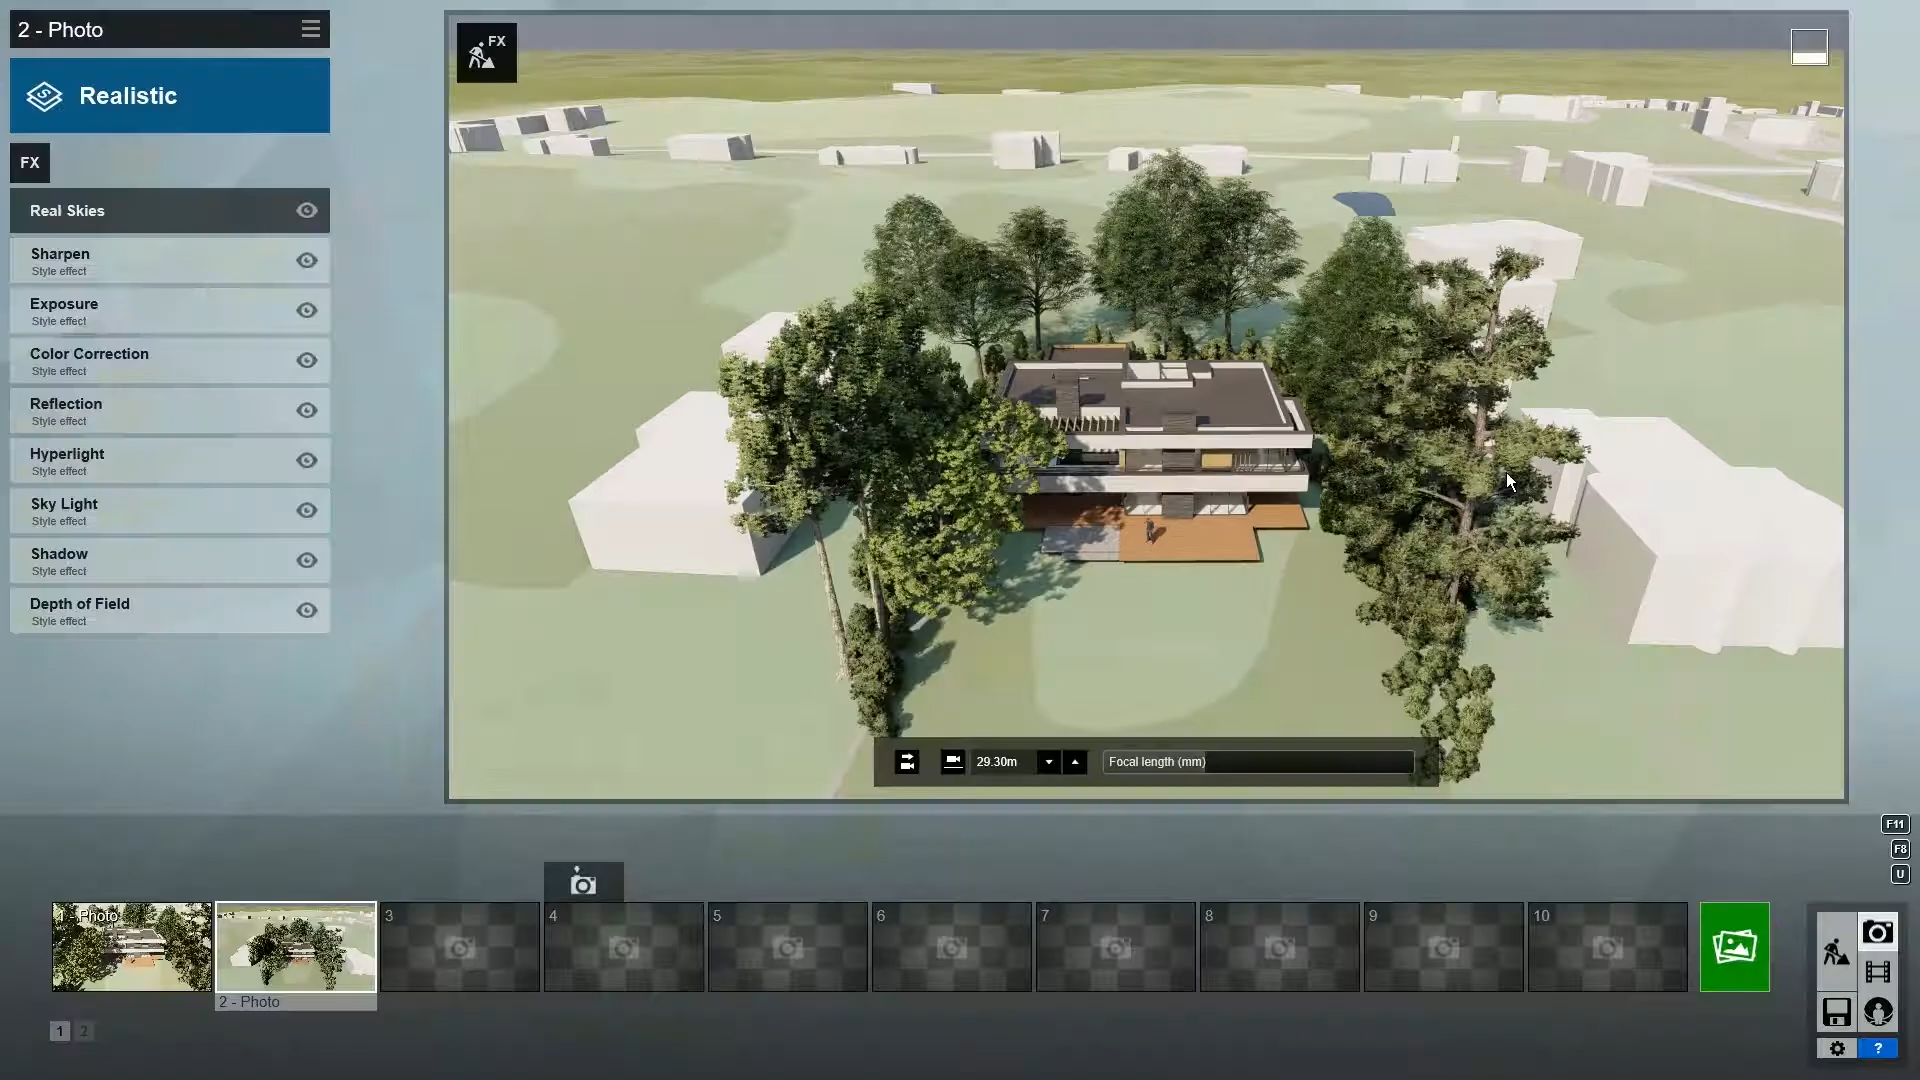 2 - Photo
Realistic
FX
Real Skies
Sharpen
Style effect
Exposure
Style effect
Color Correction
Style effect
Reflection
Style effect
Hyperlight
Style effect
Sky Light
Style effect
Shadow
Style effect
Depth of Field
Style effect
FX
29.30m
Focal length (mm)
F11
F8
U
1 - Photo
3
4
5
6
7
8
9
10
2 - Photo
1
2
?